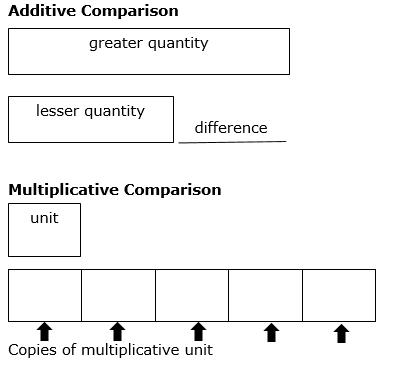 Additive Comparison
greater quantity
lesser quantity
difference
Multiplicative Comparison
unit
Copies of multiplicative unit